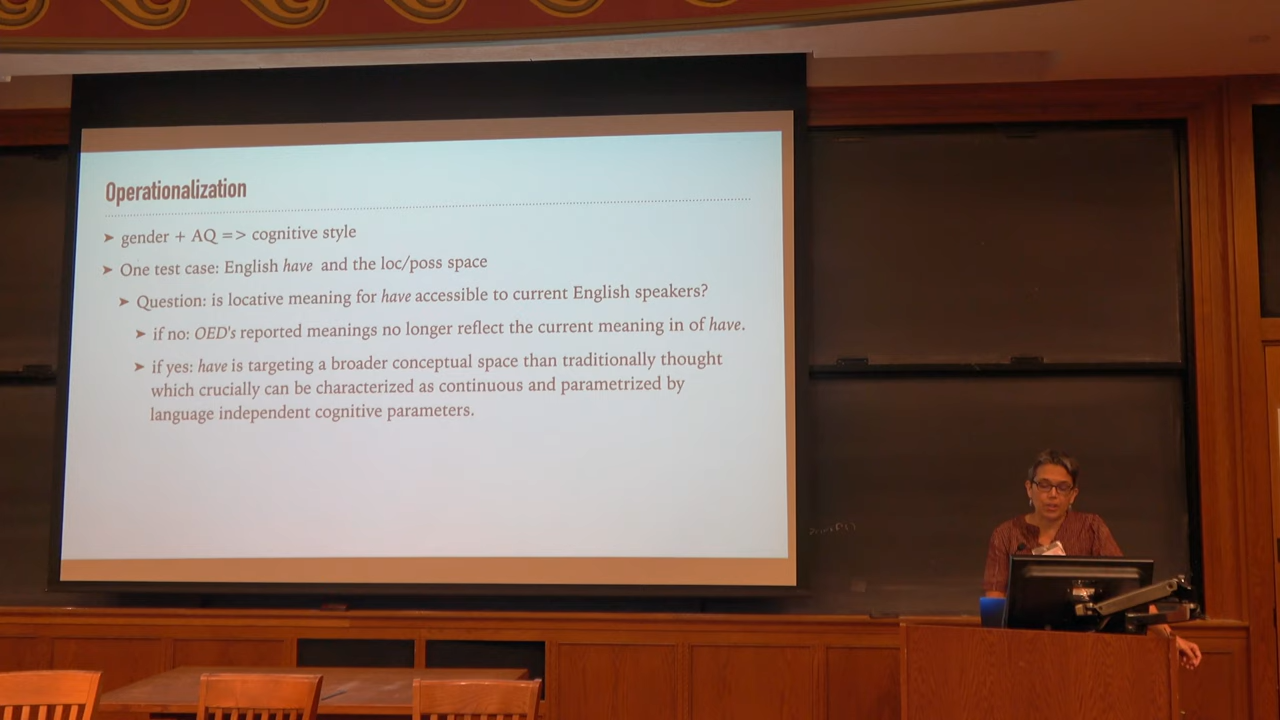 Operationalization
➤ gender + AQ => cognitive style
➤ One test case: English have and the loc/poss space
➤ Question: is locative meaning for have accessible to current English speakers?
➤ if no: OED's reported meanings no longer reflect the current meaning in of have.
➤ if yes: have is targeting a broader conceptual space than traditionally thought
which crucially can be characterized as continuous and parametrized by
language independent cognitive parameters.